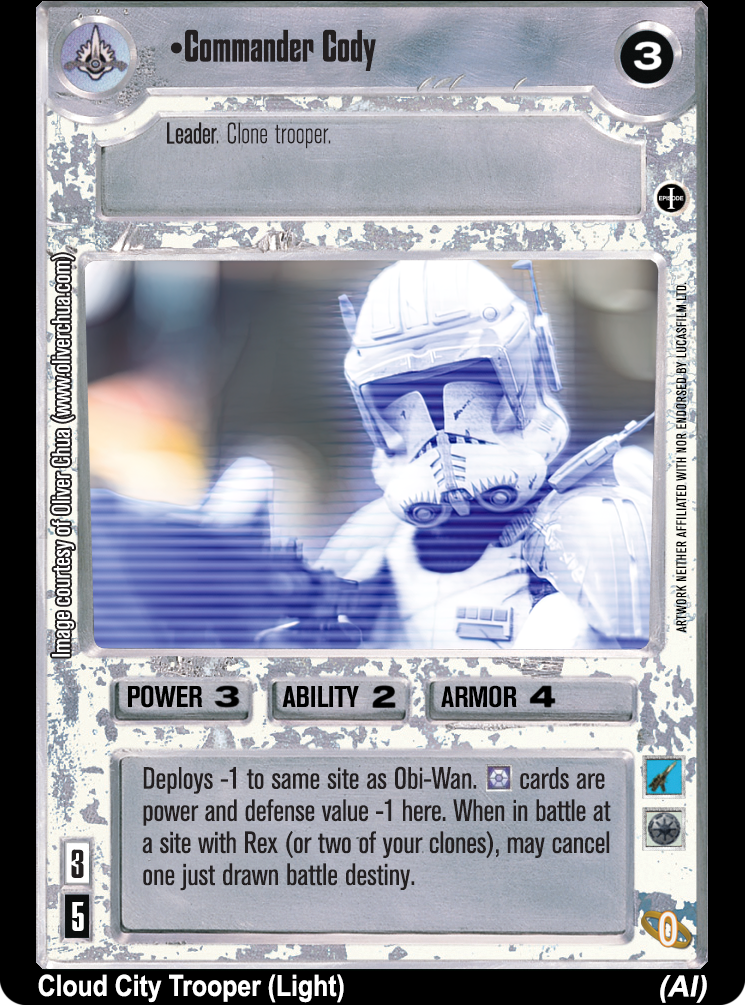 •Commander Cody
3
Leader. Clone trooper.
EPISODE
I
Image courtesy of Oliver Chua (www.oliverchua.com)
ARTWORK NEITHER AFFILIATED WITH NOR ENDORSED BY LUCASFILM LTD.
POWER 3 ABILITY 2 ARMOR 4
Deploys -1 to same site as Obi-Wan. cards are
power and defense value -1 here. When in battle at
a site with Rex (or two of your clones), may cancel
one just drawn battle destiny.
3
5
0
Cloud City Trooper (Light) (AI)